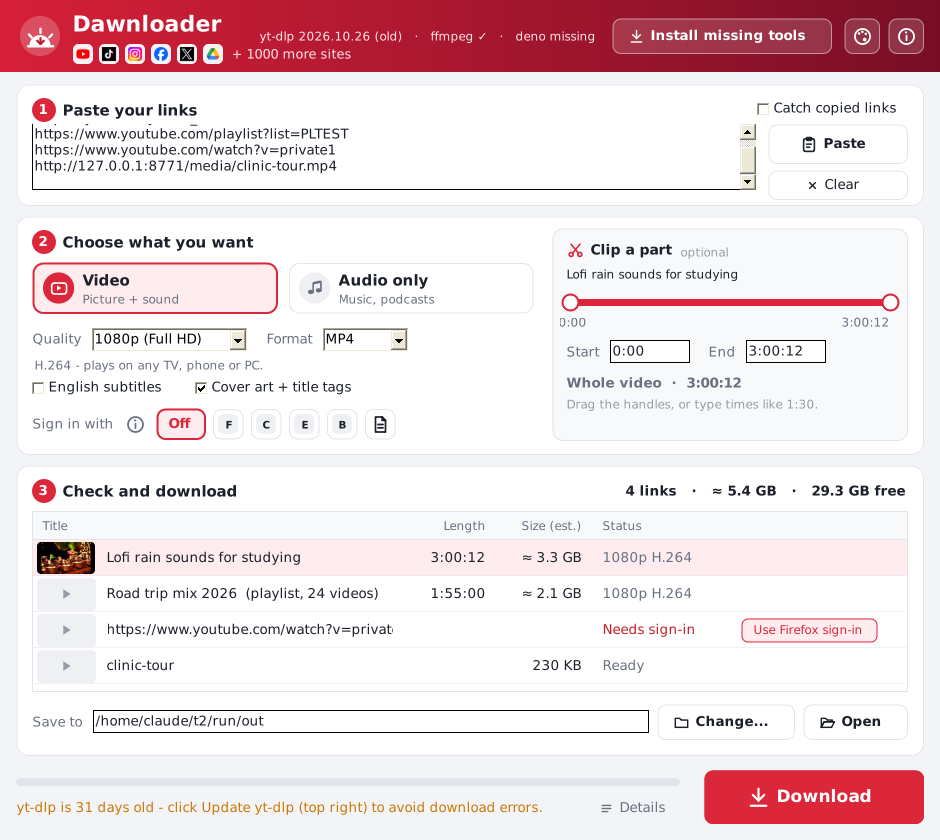 Dawnloader
yt-dlp 2026.10.26 (old) · ffmpeg ✓ · deno missing
Install missing tools
+ 1000 more sites
1 Paste your links
Catch copied links
https://www.youtube.com/playlist?list=PLTEST
https://www.youtube.com/watch?v=private1
http://127.0.0.1:8771/media/clinic-tour.mp4
Paste
× Clear
2 Choose what you want
Video
Picture + sound
Audio only
Music, podcasts
Quality 1080p (Full HD) Format MP4
H.264 - plays on any TV, phone or PC.
English subtitles Cover art + title tags
Sign in with Off F C E B
Clip a part optional
Lofi rain sounds for studying
0:00 3:00:12
Start 0:00 End 3:00:12
Whole video · 3:00:12
Drag the handles, or type times like 1:30.
3 Check and download
4 links · ≈ 5.4 GB · 29.3 GB free
Title Length Size (est.) Status
Lofi rain sounds for studying 3:00:12 ≈ 3.3 GB 1080p H.264
Road trip mix 2026 (playlist, 24 videos) 1:55:00 ≈ 2.1 GB 1080p H.264
https://www.youtube.com/watch?v=privat Needs sign-in Use Firefox sign-in
clinic-tour 230 KB Ready
Save to /home/claude/t2/run/out Change... Open
yt-dlp is 31 days old - click Update yt-dlp (top right) to avoid download errors.
Details
Download